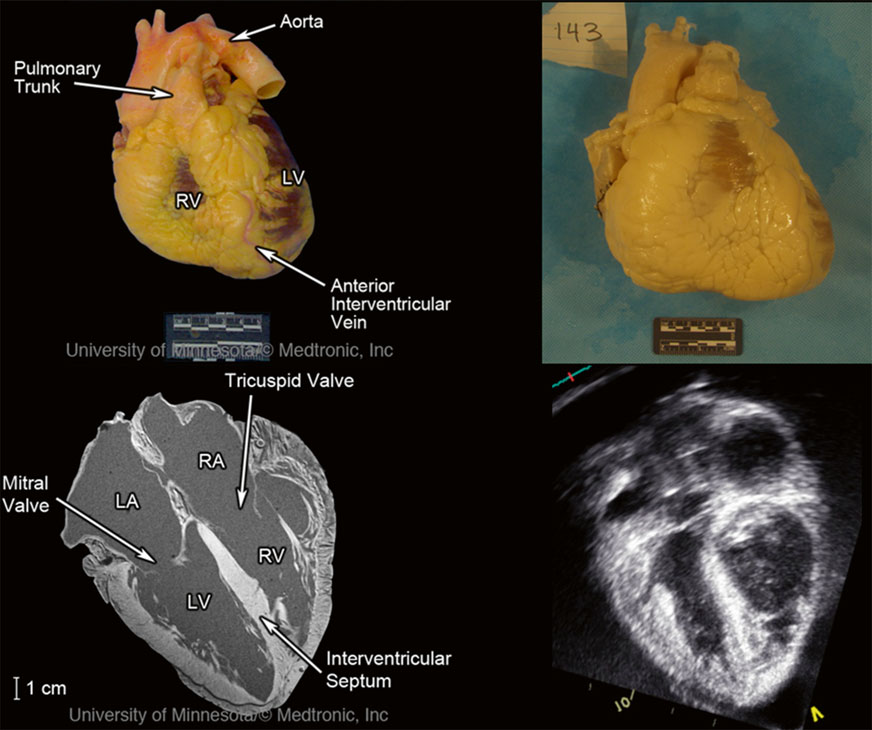 Aorta
Pulmonary
Trunk
RV
LV
Anterior
Interventricular
Vein
University of Minnesota/© Medtronic, Inc
143
Tricuspid Valve
RA
Mitral
Valve
LA
RV
LV
Interventricular
Septum
1 cm
University of Minnesota/© Medtronic, Inc
10
V